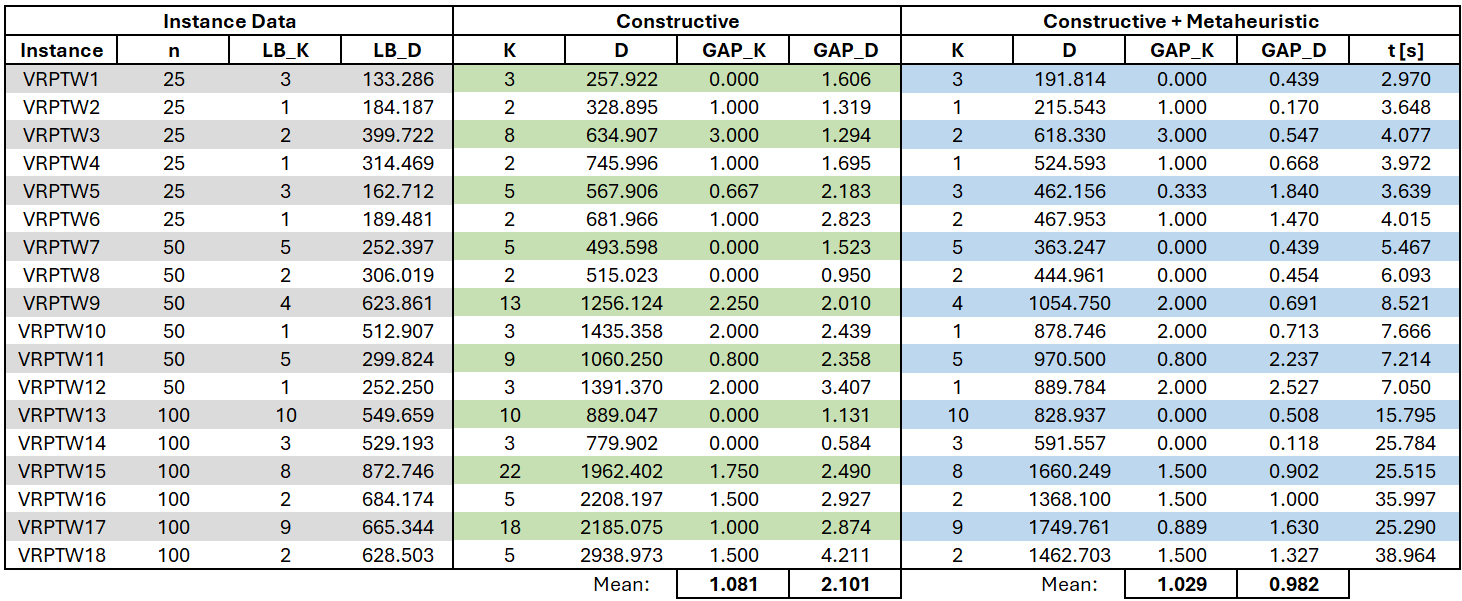 Instance Data Constructive Constructive + Metaheuristic
Instance n LB_K LB_D K D GAP_K GAP_D K D GAP_K GAP_D t [s]
VRPTW1 25 3 133.286 3 257.922 0.000 1.606 3 191.814 0.000 0.439 2.970
VRPTW2 25 1 184.187 2 328.895 1.000 1.319 1 215.543 1.000 0.170 3.648
VRPTW3 25 2 399.722 8 634.907 3.000 1.294 2 618.330 3.000 0.547 4.077
VRPTW4 25 1 314.469 2 745.996 1.000 1.695 1 524.593 1.000 0.668 3.972
VRPTW5 25 3 162.712 5 567.906 0.667 2.183 3 462.156 0.333 1.840 3.639
VRPTW6 25 1 189.481 2 681.966 1.000 2.823 2 467.953 1.000 1.470 4.015
VRPTW7 50 5 252.397 5 493.598 0.000 1.523 5 363.247 0.000 0.439 5.467
VRPTW8 50 2 306.019 2 515.023 0.000 0.950 2 444.961 0.000 0.454 6.093
VRPTW9 50 4 623.861 13 1256.124 2.250 2.010 4 1054.750 2.000 0.691 8.521
VRPTW10 50 1 512.907 3 1435.358 2.000 2.439 1 878.746 2.000 0.713 7.666
VRPTW11 50 5 299.824 9 1060.250 0.800 2.358 5 970.500 0.800 2.237 7.214
VRPTW12 50 1 252.250 3 1391.370 2.000 3.407 1 889.784 2.000 2.527 7.050
VRPTW13 100 10 549.659 10 889.047 0.000 1.131 10 828.937 0.000 0.508 15.795
VRPTW14 100 3 529.193 3 779.902 0.000 0.584 3 591.557 0.000 0.118 25.784
VRPTW15 100 8 872.746 22 1962.402 1.750 2.490 8 1660.249 1.500 0.902 25.515
VRPTW16 100 2 684.174 5 2208.197 1.500 2.927 2 1368.100 1.500 1.000 35.997
VRPTW17 100 9 665.344 18 2185.075 1.000 2.874 9 1749.761 0.889 1.630 25.290
VRPTW18 100 2 628.503 5 2938.973 1.500 4.211 2 1462.703 1.500 1.327 38.964
Mean: 1.081 2.101 Mean: 1.029 0.982